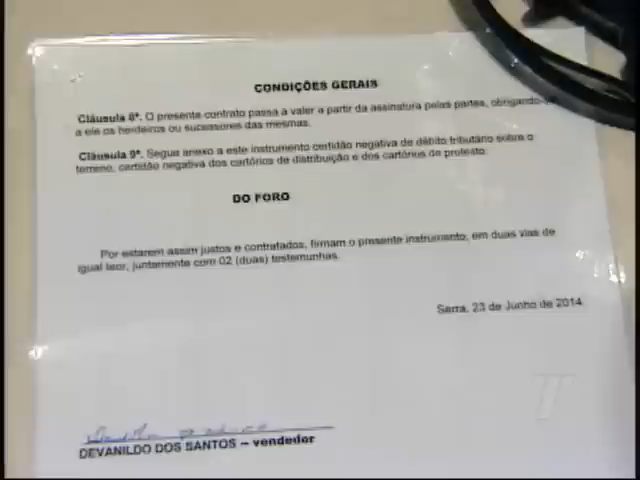 CONDIÇÕES GERAIS
Cláusula 8ª. O presente contrato passa a valer a partir da assinatura pelas partes, obrigando-
a ele os herdeiros ou sucessores das mesmas.
Cláusula 9ª. Segue anexo a este instrumento certidão negativa de débito tributário sobre o
terreno, certidão negativa dos cartórios de distribuição e dos cartórios de protesto.
DO FORO
Por estarem assim justos e contratados, firmam o presente instrumento, em duas vias de
igual teor, juntamente com 02 (duas) testemunhas.
Serra, 23 de Junho de 2014
DEVANILDO DOS SANTOS – vendedor